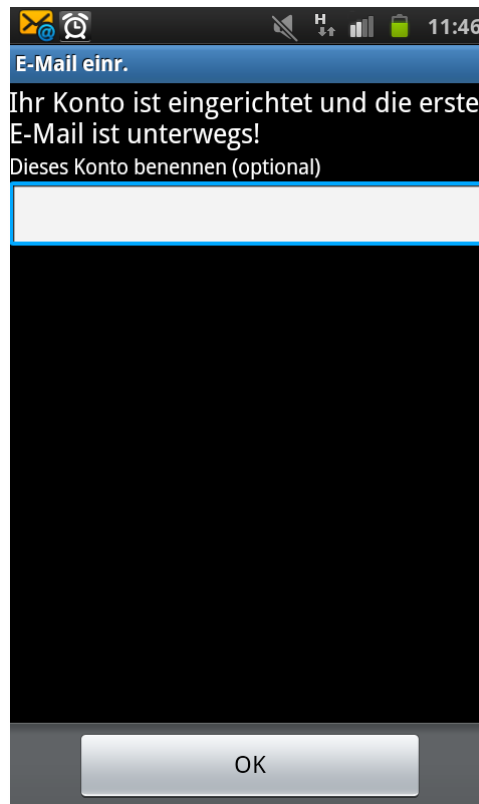 H 11:46
E-Mail einr.
Ihr Konto ist eingerichtet und die erste
E-Mail ist unterwegs!
Dieses Konto benennen (optional)
OK